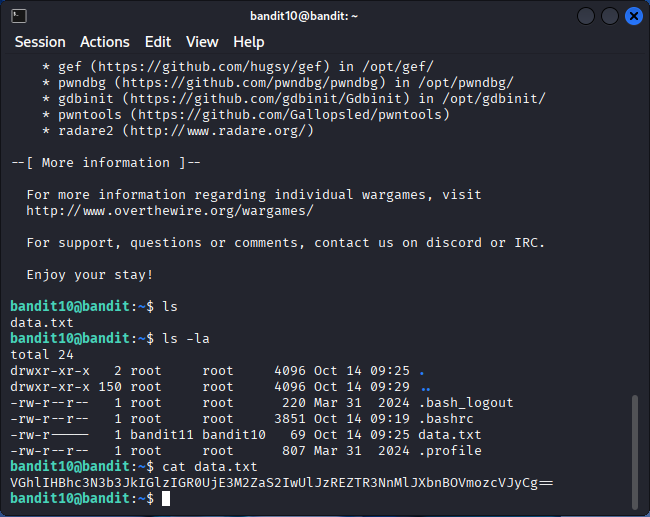 bandit10@bandit: ~
Session Actions Edit View Help
* gef (https://github.com/hugsy/gef) in /opt/gef/
* pwndbg (https://github.com/pwndbg/pwndbg) in /opt/pwndbg/
* gdbinit (https://github.com/gdbinit/Gdbinit) in /opt/gdbinit/
* pwntools (https://github.com/Gallopsled/pwntools)
* radare2 (http://www.radare.org/)
--[ More information ]--
For more information regarding individual wargames, visit
http://www.overthewire.org/wargames/
For support, questions or comments, contact us on discord or IRC.
Enjoy your stay!
bandit10@bandit:~$ ls
data.txt
bandit10@bandit:~$ ls -la
total 24
drwxr-xr-x 2 root root 4096 Oct 14 09:25 .
drwxr-xr-x 150 root root 4096 Oct 14 09:29 ..
-rw-r--r-- 1 root root 220 Mar 31 2024 .bash_logout
-rw-r--r-- 1 root root 3851 Oct 14 09:19 .bashrc
-rw-r----- 1 bandit11 bandit10 69 Oct 14 09:25 data.txt
-rw-r--r-- 1 root root 807 Mar 31 2024 .profile
bandit10@bandit:~$ cat data.txt
VGhlIHBhc3N3b3JkIGlzIGR0UjE3M2ZaS2IwUlJzREZTR3NnMlJXbnBOVmozcVJyCg==
bandit10@bandit:~$